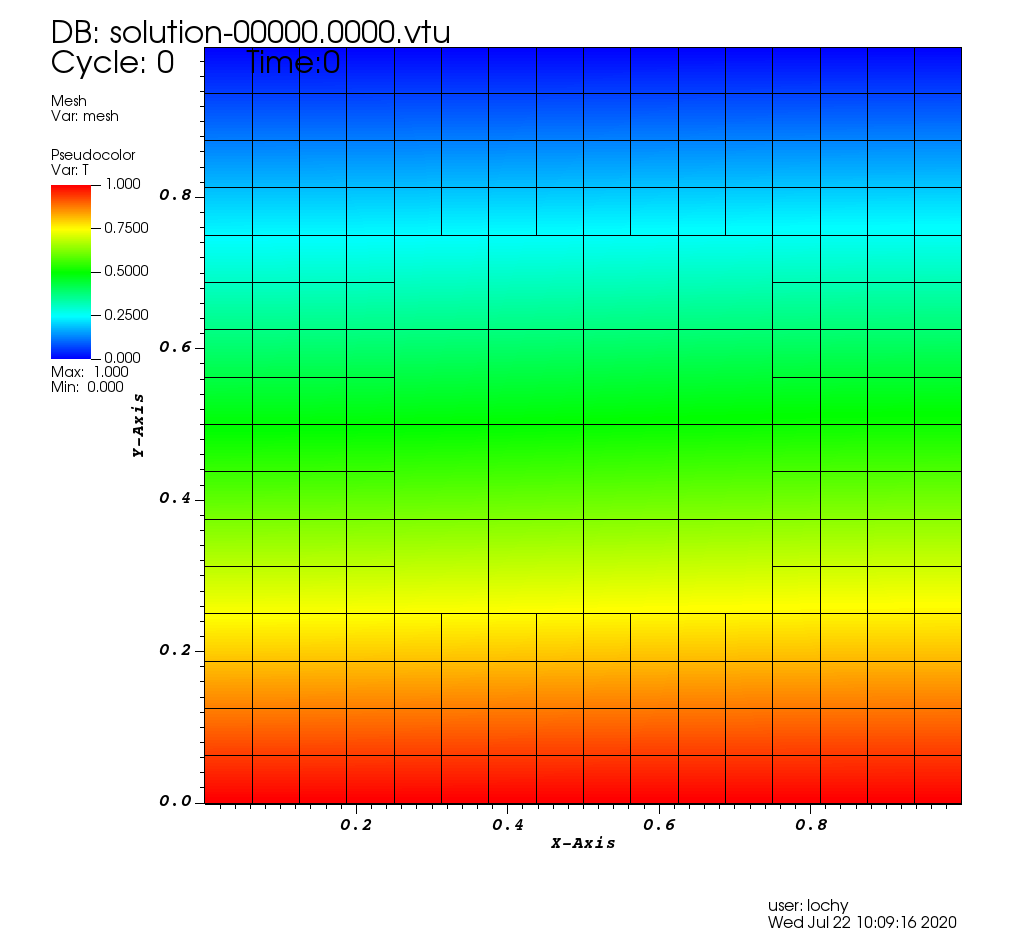 DB: solution-00000.0000.vtu
Cycle: 0 Time:0
Mesh
Var: mesh
Pseudocolor
Var: T
1.000
0.7500
0.5000
0.2500
0.000
Max: 1.000
Min: 0.000
Y-Axis
0.8
0.6
0.4
0.2
0.0
0.2 0.4 0.6 0.8
X-Axis
user: lochy
Wed Jul 22 10:09:16 2020